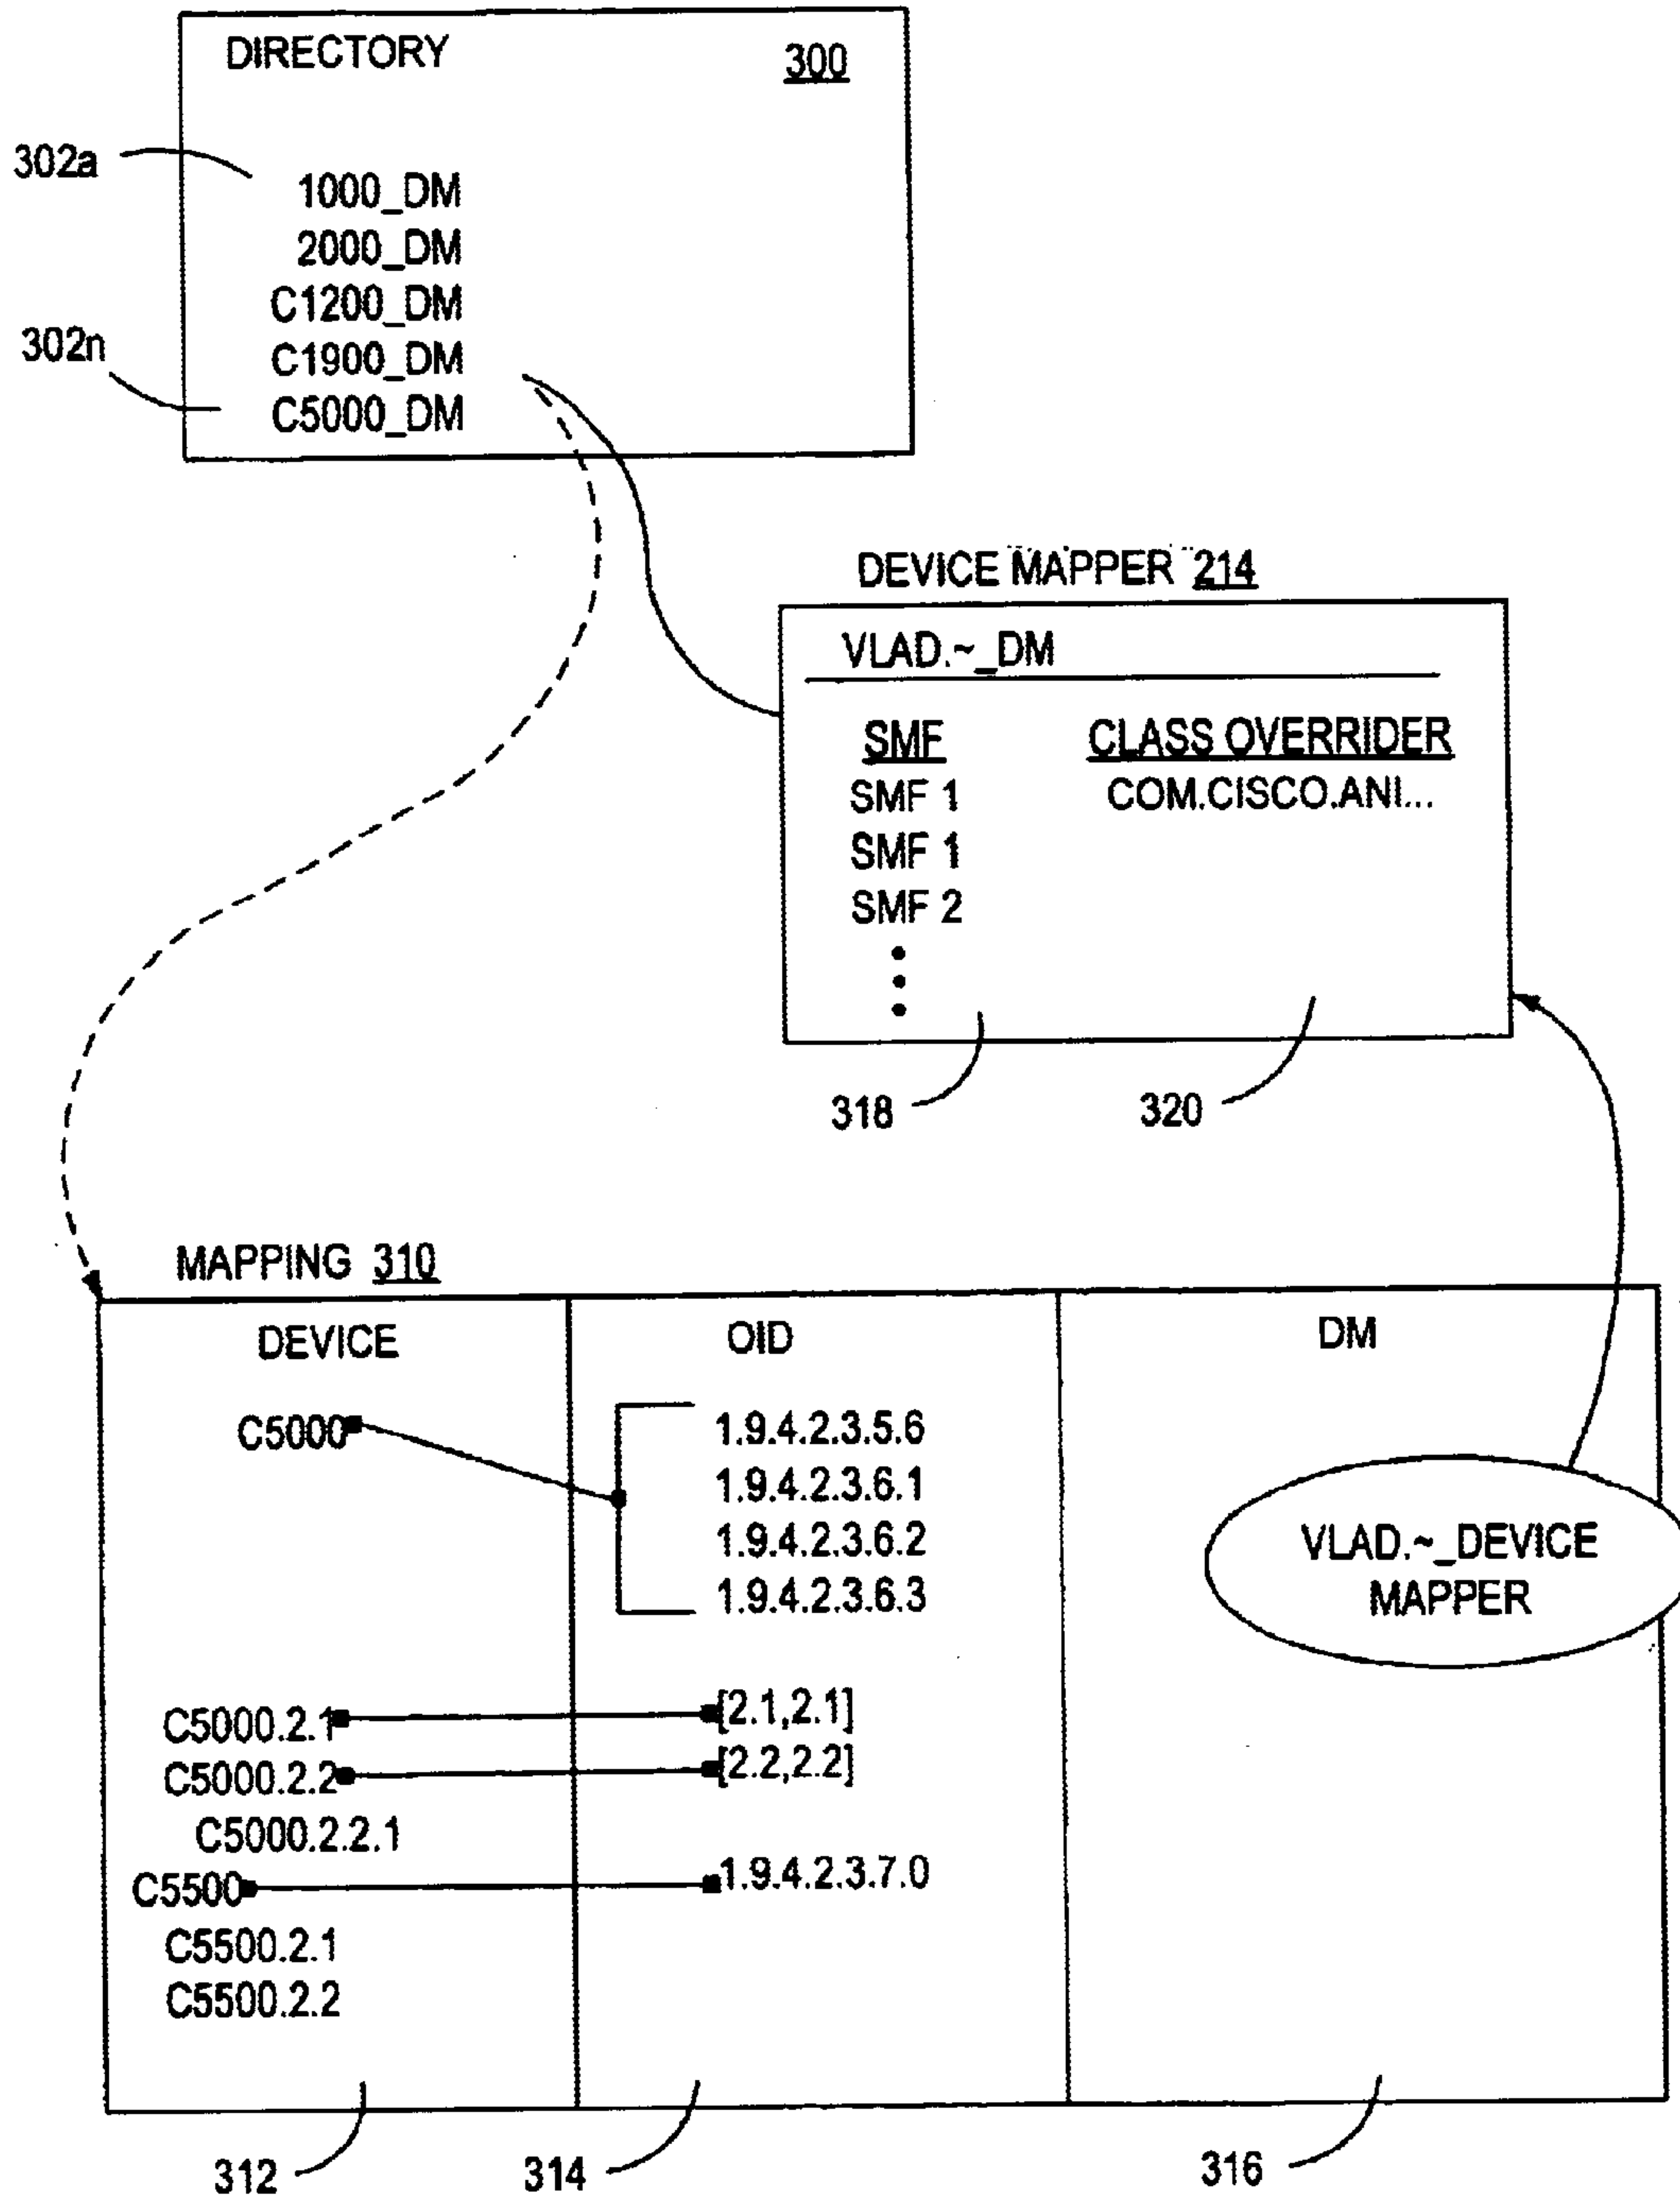 DIRECTORY 300
302a
1000_DM
2000_DM
C1200_DM
302n
C1900_DM
C5000_DM
DEVICE MAPPER 214
VLAD.~_DM
SMF CLASS OVERRIDER
SMF 1 COM.CISCO.ANI...
SMF 1
SMF 2
318 320
MAPPING 310
DEVICE OID DM
C5000 1.9.4.2.3.5.6
1.9.4.2.3.6.1
1.9.4.2.3.6.2
1.9.4.2.3.6.3
VLAD.~_DEVICE
MAPPER
C5000.2.1 [2.1,2.1]
C5000.2.2 [2.2,2.2]
C5000.2.2.1
C5500 1.9.4.2.3.7.0
C5500.2.1
C5500.2.2
312 314 316